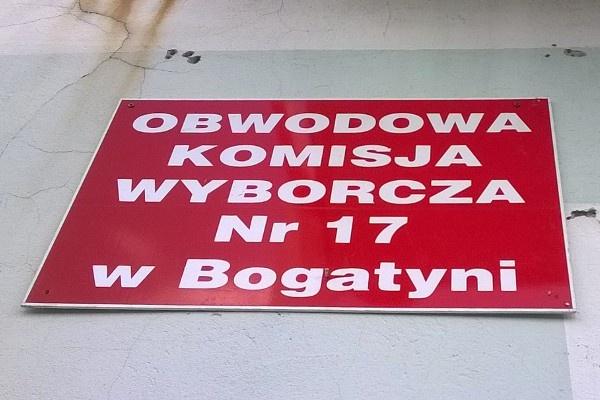 OBWODOWA
KOMISJA
WYBORCZA
Nr 17
w Bogatyni